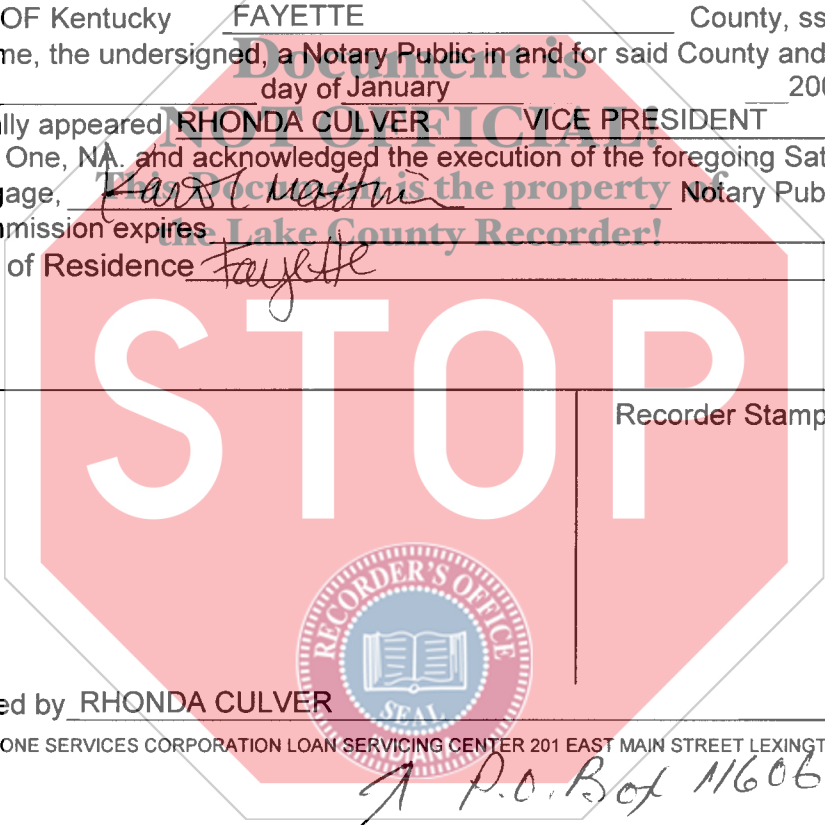 OF Kentucky FAYETTE County, ss
me, the undersigned, a Notary Public in and for said County and
Document is
day of January 200
NOT OFFICIAL!
lly appeared RHONDA CULVER VICE PRESIDENT
One, NA. and acknowledged the execution of the foregoing Sat
This Document is the property of
gage, Notary Pub
mmission expires
the Lake County Recorder!
of Residence Fayette
STOP
Recorder Stamp
RECORDER'S OFFICE
SEAL
INDIANA
ed by RHONDA CULVER
ONE SERVICES CORPORATION LOAN SERVICING CENTER 201 EAST MAIN STREET LEXINGT
P.O. Box 11606